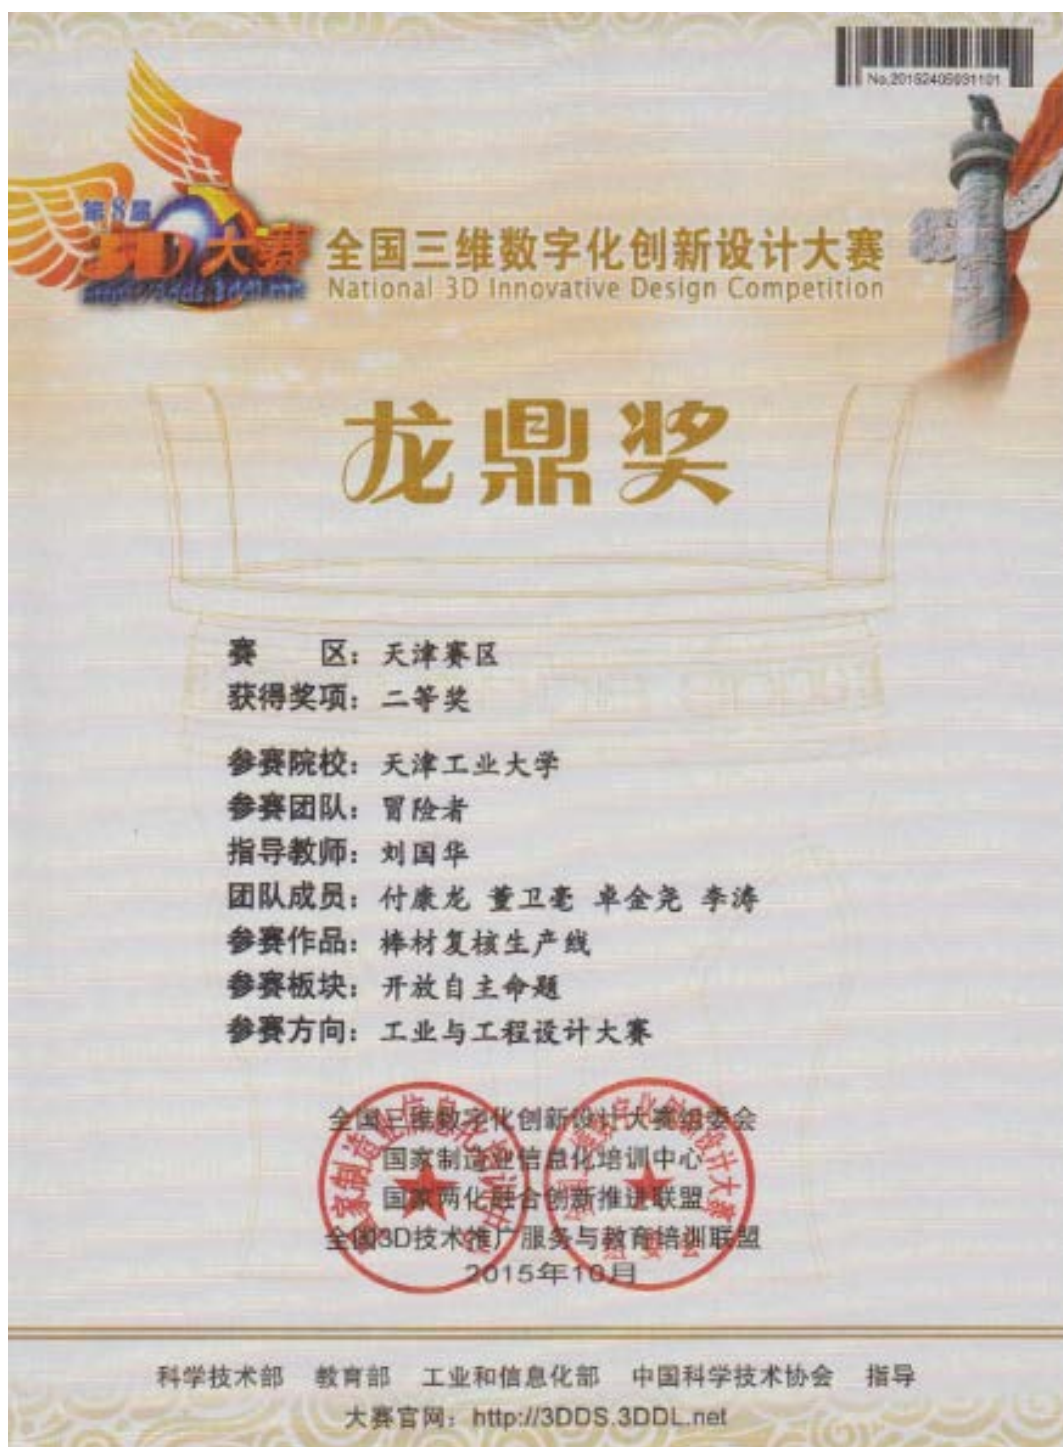 No.20152405031101
第8届
3D大赛
全国三维数字化创新设计大赛
National 3D Innovative Design Competition
龙鼎奖
赛 区：天津赛区
获得奖项：二等奖
参赛院校：天津工业大学
参赛团队：冒险者
指导教师：刘国华
团队成员：付康龙 董卫亳 卓金尧 李涛
参赛作品：棒材复核生产线
参赛板块：开放自主命题
参赛方向：工业与工程设计大赛
全国三维数字化创新设计大赛组委会
国家制造业信息化培训中心
国家两化融合创新推进联盟
全国3D技术推广服务与教育培训联盟
2015年10月
科学技术部 教育部 工业和信息化部 中国科学技术协会 指导
大赛官网：http://3DDS.3DDL.net